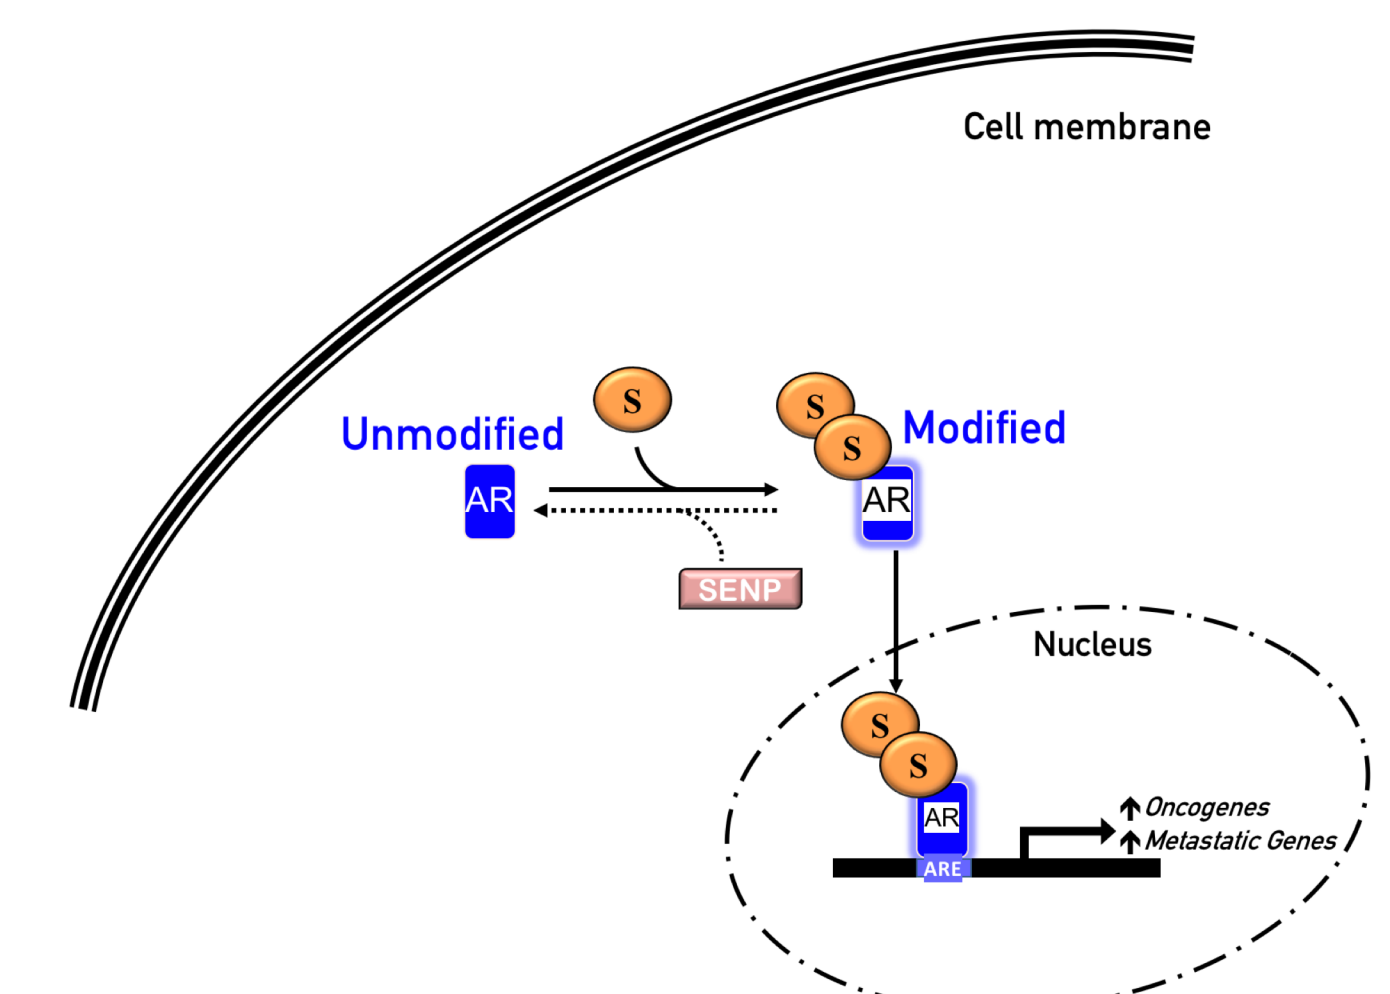 Cell membrane
S
S
S
Unmodified
Modified
AR
AR
SENP
Nucleus
S
S
AR
Oncogenes
Metastatic Genes
ARE